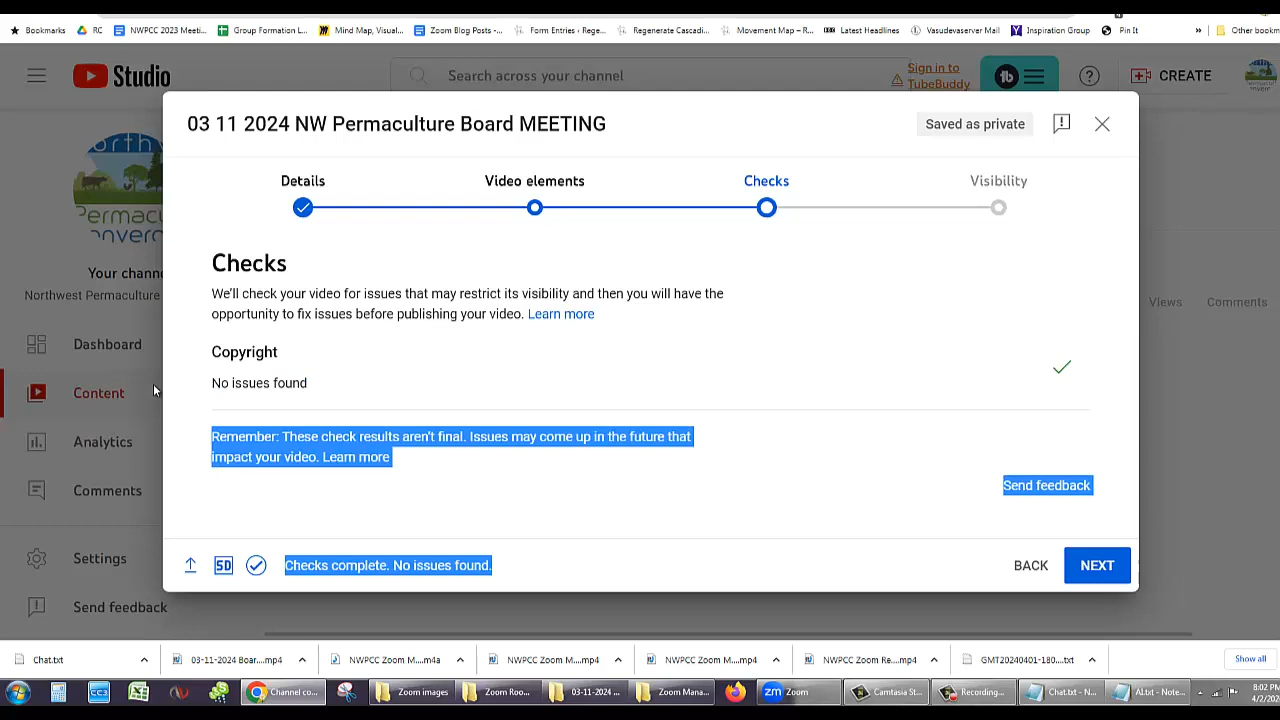 Bookmarks
RC
NWPCC 2023 Meeti...
Group Formation L...
Mind Map, Visual...
Zoom Blog Posts -...
Form Entries ‹ Rege...
Regenerate Cascadi...
Movement Map – R...
Latest Headlines
Vasudevaserver Mail
Inspiration Group
Pin It
»
Other bookm
Studio
Search across your channel
Sign in to
TubeBuddy
CREATE
03 11 2024 NW Permaculture Board MEETING
Saved as private
Details
Video elements
Checks
Visibility
Checks
We'll check your video for issues that may restrict its visibility and then you will have the
opportunity to fix issues before publishing your video. Learn more
Copyright
No issues found
Remember: These check results aren't final. Issues may come up in the future that
impact your video. Learn more
Send feedback
SD
Checks complete. No issues found.
BACK
NEXT
Your chann
Northwest Permaculture
Dashboard
Content
Analytics
Comments
Settings
Send feedback
Views
Comments
Chat.txt
03-11-2024 Boar....mp4
NWPCC Zoom M....m4a
NWPCC Zoom M....mp4
NWPCC Zoom M....mp4
NWPCC Zoom Re....mp4
GMT20240401-180....txt
Show all
CC3
Channel co...
Zoom images
Zoom Roo...
03-11-2024 ...
Zoom Mana...
zm Zoom
Camtasia St...
Recording...
Chat.txt - N...
AI.txt - Note...
8:02 PM
4/2/202